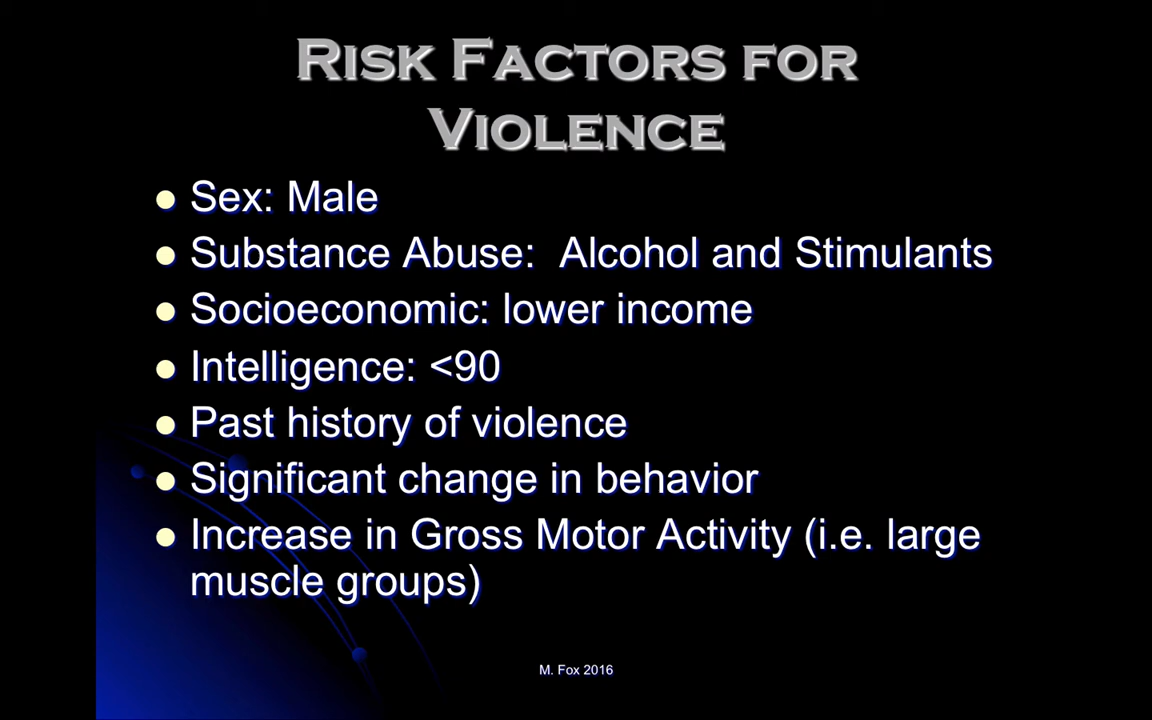 Risk Factors for
Violence
Sex: Male
Substance Abuse:  Alcohol and Stimulants
Socioeconomic: lower income
Intelligence: <90
Past history of violence
Significant change in behavior
Increase in Gross Motor Activity (i.e. large
muscle groups)
M. Fox 2016